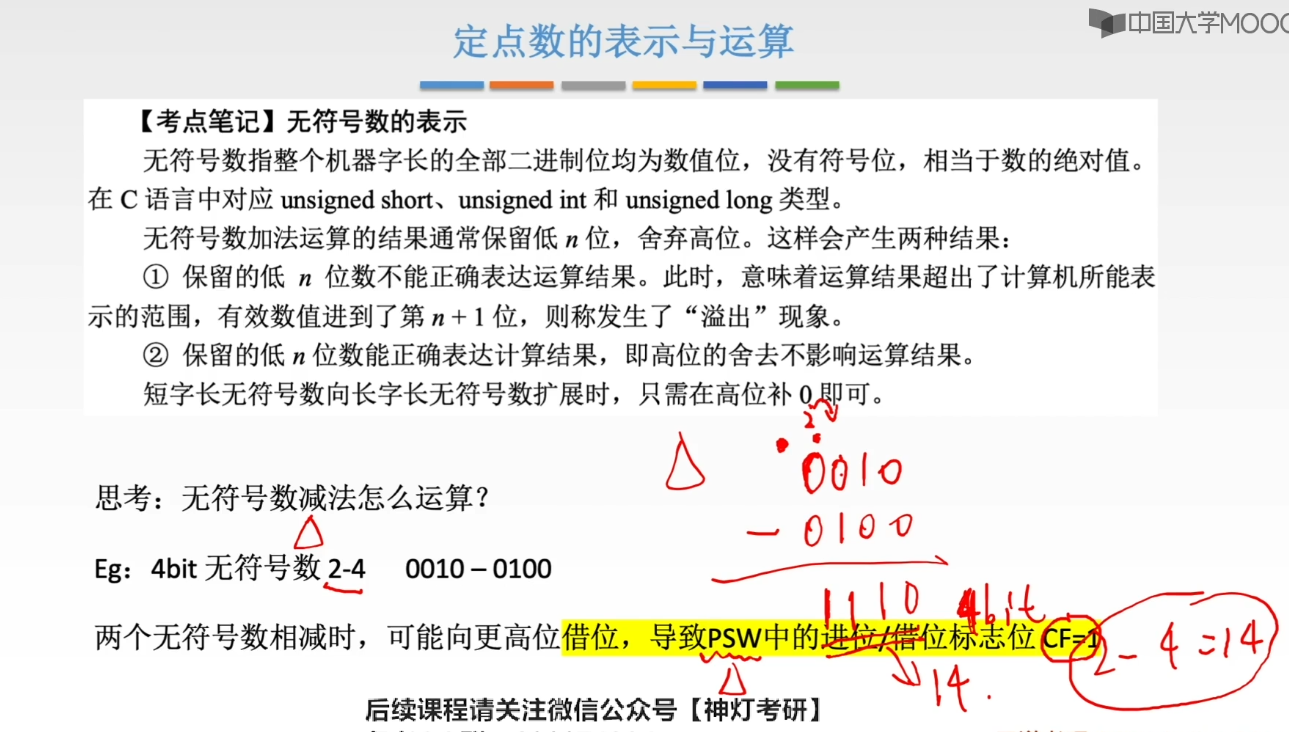 中国大学MOOC
定点数的表示与运算
【考点笔记】无符号数的表示
无符号数指整个机器字长的全部二进制位均为数值位，没有符号位，相当于数的绝对值。
在 C 语言中对应 unsigned short、unsigned int 和 unsigned long 类型。
无符号数加法运算的结果通常保留低 n 位，舍弃高位。这样会产生两种结果：
① 保留的低 n 位数不能正确表达运算结果。此时，意味着运算结果超出了计算机所能表
示的范围，有效数值进到了第 n + 1 位，则称发生了“溢出”现象。
② 保留的低 n 位数能正确表达计算结果，即高位的舍去不影响运算结果。
短字长无符号数向长字长无符号数扩展时，只需在高位补 0 即可。
2
0010
思考：无符号数减法怎么运算？
- 0100
Eg：4bit 无符号数 2-4 0010 – 0100
1110 4bit
两个无符号数相减时，可能向更高位借位，导致PSW中的进位/借位标志位 CF=1
2 - 4 = 14
14.
后续课程请关注微信公众号【神灯考研】